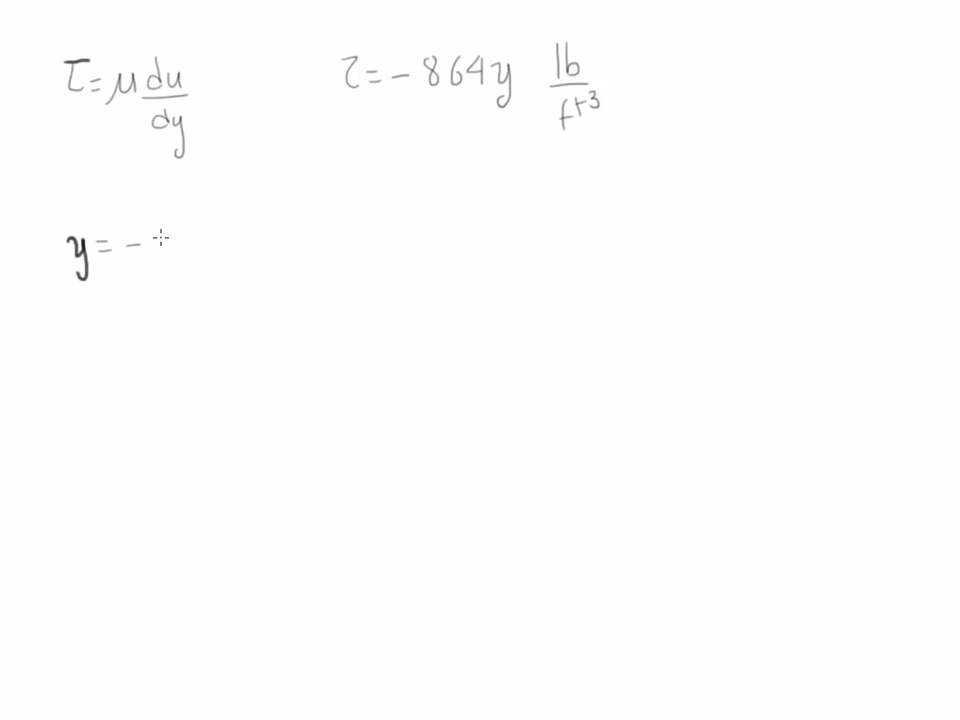 τ = μ du/dy τ = - 864y lb/ft³
y = -